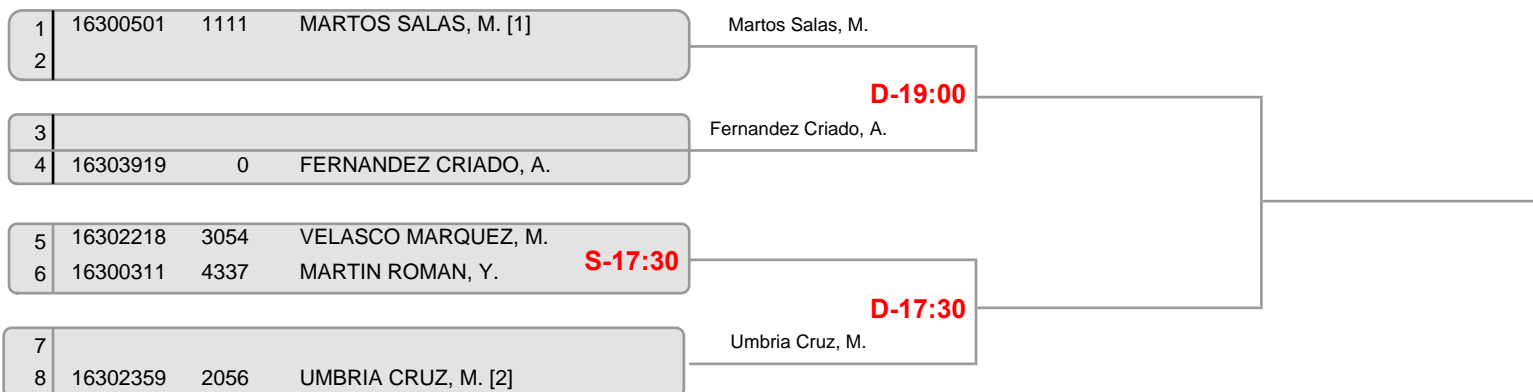 1 16300501 1111 MARTOS SALAS, M. [1] Martos Salas, M.
2
D-19:00
3 Fernandez Criado, A.
4 16303919 0 FERNANDEZ CRIADO, A.
5 16302218 3054 VELASCO MARQUEZ, M.
S-17:30
6 16300311 4337 MARTIN ROMAN, Y.
D-17:30
7 Umbria Cruz, M.
8 16302359 2056 UMBRIA CRUZ, M. [2]